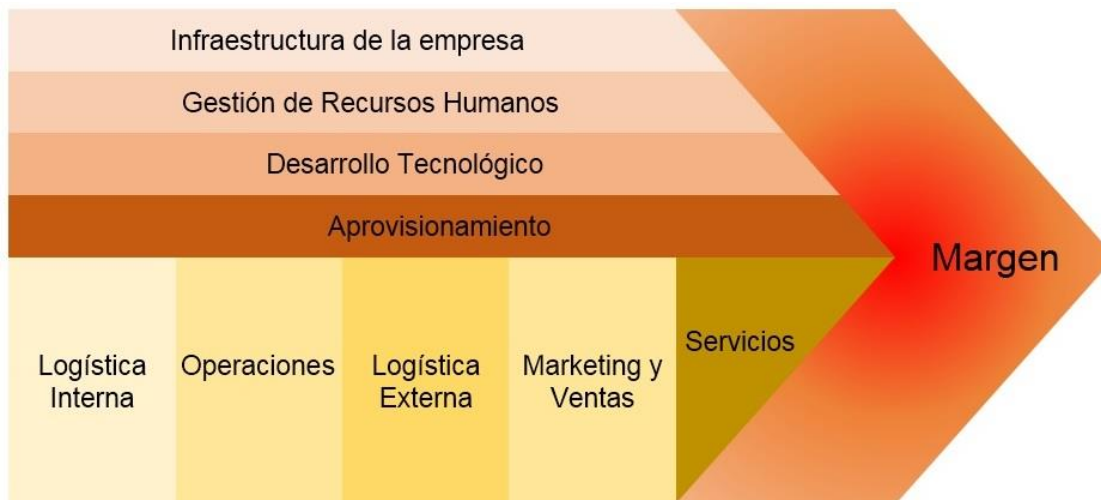 Infraestructura de la empresa
Gestión de Recursos Humanos
Desarrollo Tecnológico
Aprovisionamiento
Logística
Interna
Operaciones
Logística
Externa
Marketing y
Ventas
Servicios
Margen